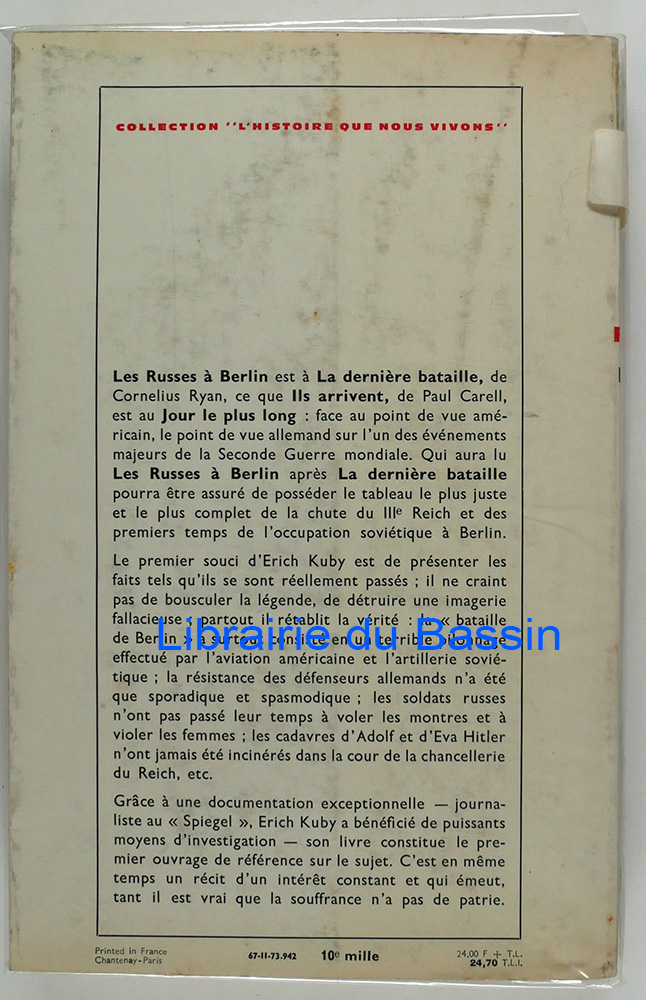 COLLECTION "L'HISTOIRE QUE NOUS VIVONS"
Les Russes à Berlin est à La dernière bataille, de
Cornelius Ryan, ce que Ils arrivent, de Paul Carell,
est au Jour le plus long : face au point de vue amé-
ricain, le point de vue allemand sur l'un des événements
majeurs de la Seconde Guerre mondiale. Qui aura lu
Les Russes à Berlin après La dernière bataille
pourra être assuré de posséder le tableau le plus juste
et le plus complet de la chute du IIIe Reich et des
premiers temps de l'occupation soviétique à Berlin.
Le premier souci d'Erich Kuby est de présenter les
faits tels qu'ils se sont réellement passés ; il ne craint
pas de bousculer la légende, de détruire une imagerie
fallacieuse ; partout il rétablit la vérité : la « bataille
de Berlin » a surtout consisté en un terrible pilonnage
Librairie du Bassin
effectué par l'aviation américaine et l'artillerie sovié-
tique ; la résistance des défenseurs allemands n'a été
que sporadique et spasmodique ; les soldats russes
n'ont pas passé leur temps à voler les montres et à
violer les femmes ; les cadavres d'Adolf et d'Eva Hitler
n'ont jamais été incinérés dans la cour de la chancellerie
du Reich, etc.
Grâce à une documentation exceptionnelle — journa-
liste au « Spiegel », Erich Kuby a bénéficié de puissants
moyens d'investigation — son livre constitue le pre-
mier ouvrage de référence sur le sujet. C'est en même
temps un récit d'un intérêt constant et qui émeut,
tant il est vrai que la souffrance n'a pas de patrie.
Printed in France
Chantenay-Paris
67-II-73.942
10e mille
24,00 F + T.L.
24,70 T.L.I.